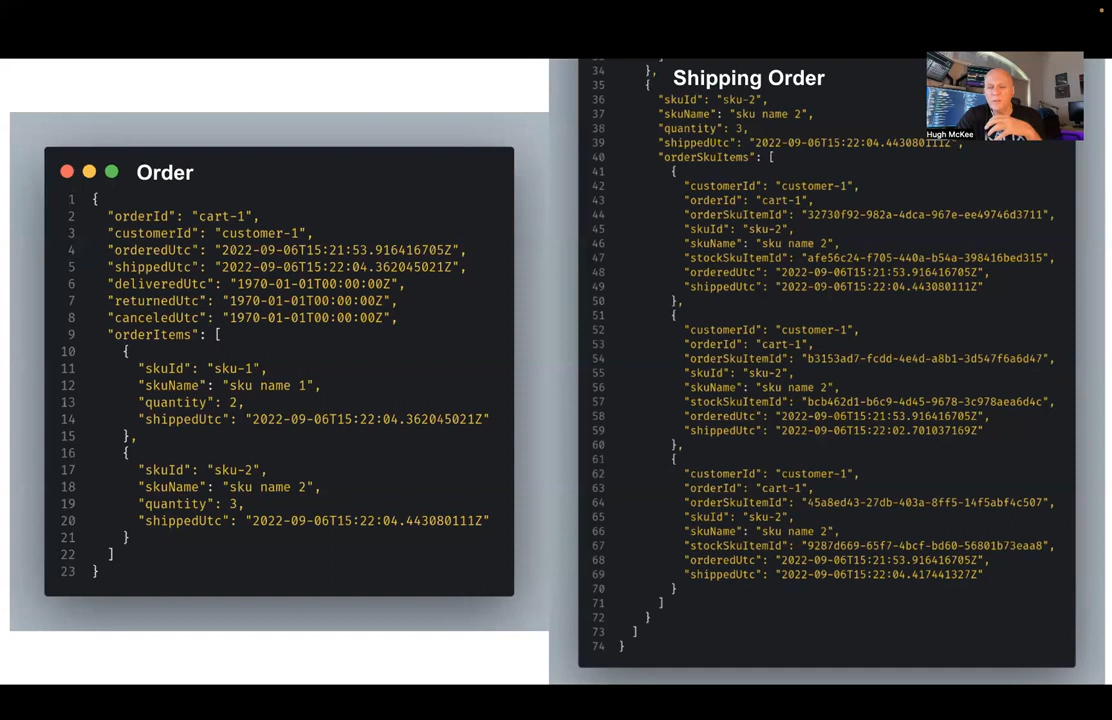 Order
1 {
2 "orderId": "cart-1",
3 "customerId": "customer-1",
4 "orderedUtc": "2022-09-06T15:21:53.916416705Z",
5 "shippedUtc": "2022-09-06T15:22:04.362045021Z",
6 "deliveredUtc": "1970-01-01T00:00:00Z",
7 "returnedUtc": "1970-01-01T00:00:00Z",
8 "canceledUtc": "1970-01-01T00:00:00Z",
9 "orderItems": [
10 {
11 "skuId": "sku-1",
12 "skuName": "sku name 1",
13 "quantity": 2,
14 "shippedUtc": "2022-09-06T15:22:04.362045021Z"
15 },
16 {
17 "skuId": "sku-2",
18 "skuName": "sku name 2",
19 "quantity": 3,
20 "shippedUtc": "2022-09-06T15:22:04.443080111Z"
21 }
22 ]
23 }
Shipping Order
34 },
35 {
36 "skuId": "sku-2",
37 "skuName": "sku name 2",
38 "quantity": 3,
39 "shippedUtc": "2022-09-06T15:22:04.443080111Z",
40 "orderSkuItems": [
41 {
42 "customerId": "customer-1",
43 "orderId": "cart-1",
44 "orderSkuItemId": "32730f92-982a-4dca-967e-ee49746d3711",
45 "skuId": "sku-2",
46 "skuName": "sku name 2",
47 "stockSkuItemId": "afe56c24-f705-440a-b54a-398416bed315",
48 "orderedUtc": "2022-09-06T15:21:53.916416705Z",
49 "shippedUtc": "2022-09-06T15:22:04.443080111Z"
50 },
51 {
52 "customerId": "customer-1",
53 "orderId": "cart-1",
54 "orderSkuItemId": "b3153ad7-fcdd-4e4d-a8b1-3d547f6a6d47",
55 "skuId": "sku-2",
56 "skuName": "sku name 2",
57 "stockSkuItemId": "bcb462d1-b6c9-4d45-9678-3c978aea6d4c",
58 "orderedUtc": "2022-09-06T15:21:53.916416705Z",
59 "shippedUtc": "2022-09-06T15:22:02.701037169Z"
60 },
61 {
62 "customerId": "customer-1",
63 "orderId": "cart-1",
64 "orderSkuItemId": "45a8ed43-27db-403a-8ff5-14f5abf4c507",
65 "skuId": "sku-2",
66 "skuName": "sku name 2",
67 "stockSkuItemId": "9287d669-65f7-4bcf-bd60-56801b73eaa8",
68 "orderedUtc": "2022-09-06T15:21:53.916416705Z",
69 "shippedUtc": "2022-09-06T15:22:04.417441327Z"
70 }
71 ]
72 }
73 ]
74 }
Hugh McKee